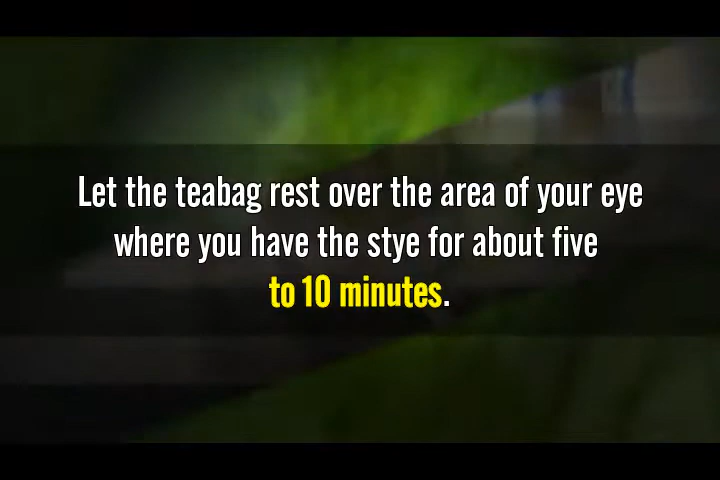 Let the teabag rest over the area of your eye
where you have the stye for about five
to 10 minutes.